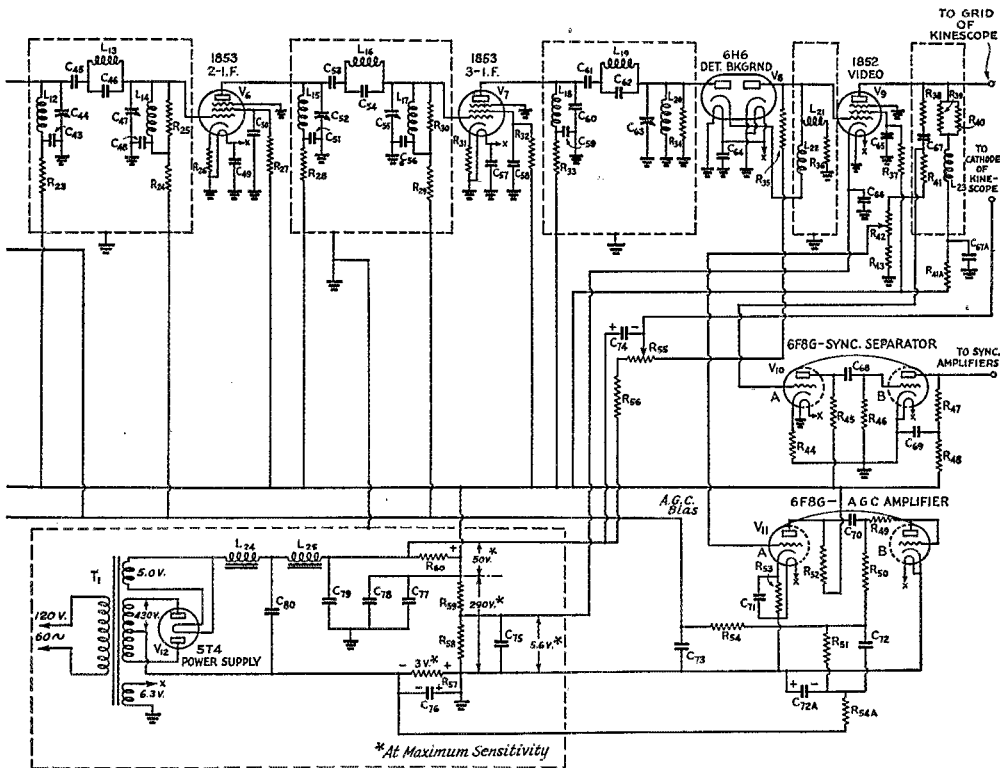 TO GRID
OF
KINESCOPE
L13
C45
C46
1853
2-I.F.
L16
C53
C54
1853
3-I.F.
L19
C61
C62
6H6
DET. BKGRND
1852
VIDEO
L12
C44
C43
C47
L14
C48
R25
V6
C50
L15
C52
C51
C55
L17
C56
R30
V7
R32
L18
C60
C59
C63
L20
R34
V8
L21
L22
R36
V9
C65
R37
R38
R39
R40
C67
R41
L23
TO
CATHODE
OF
KINE-
SCOPE
R23
R24
R26
C49
R27
R28
R29
R31
C57
C58
R33
C64
X
R35
C66
R42
R43
R41A
C67A
+ C74 -
R55
R56
6F8G-SYNC. SEPARATOR
TO SYNC.
AMPLIFIERS
V10
C68
A
B
R45
R46
R47
R44
C69
R48
A.G.C.
Bias
6F8G- AGC AMPLIFIER
V11
C70
R49
A
B
R53
R52
R50
C71
R54
R51
C72
C73
+ C72A -
R54A
T1
5.0V.
L24
L25
R60 +
50V.*
C79
C78
C77
R59
290V.*
120 V.
60~
430V.
C80
V12
5T4
POWER SUPPLY
R58
C75
5.6V.*
- 3V.* +
R57
- +
C76
X
6.3V.
*At Maximum Sensitivity